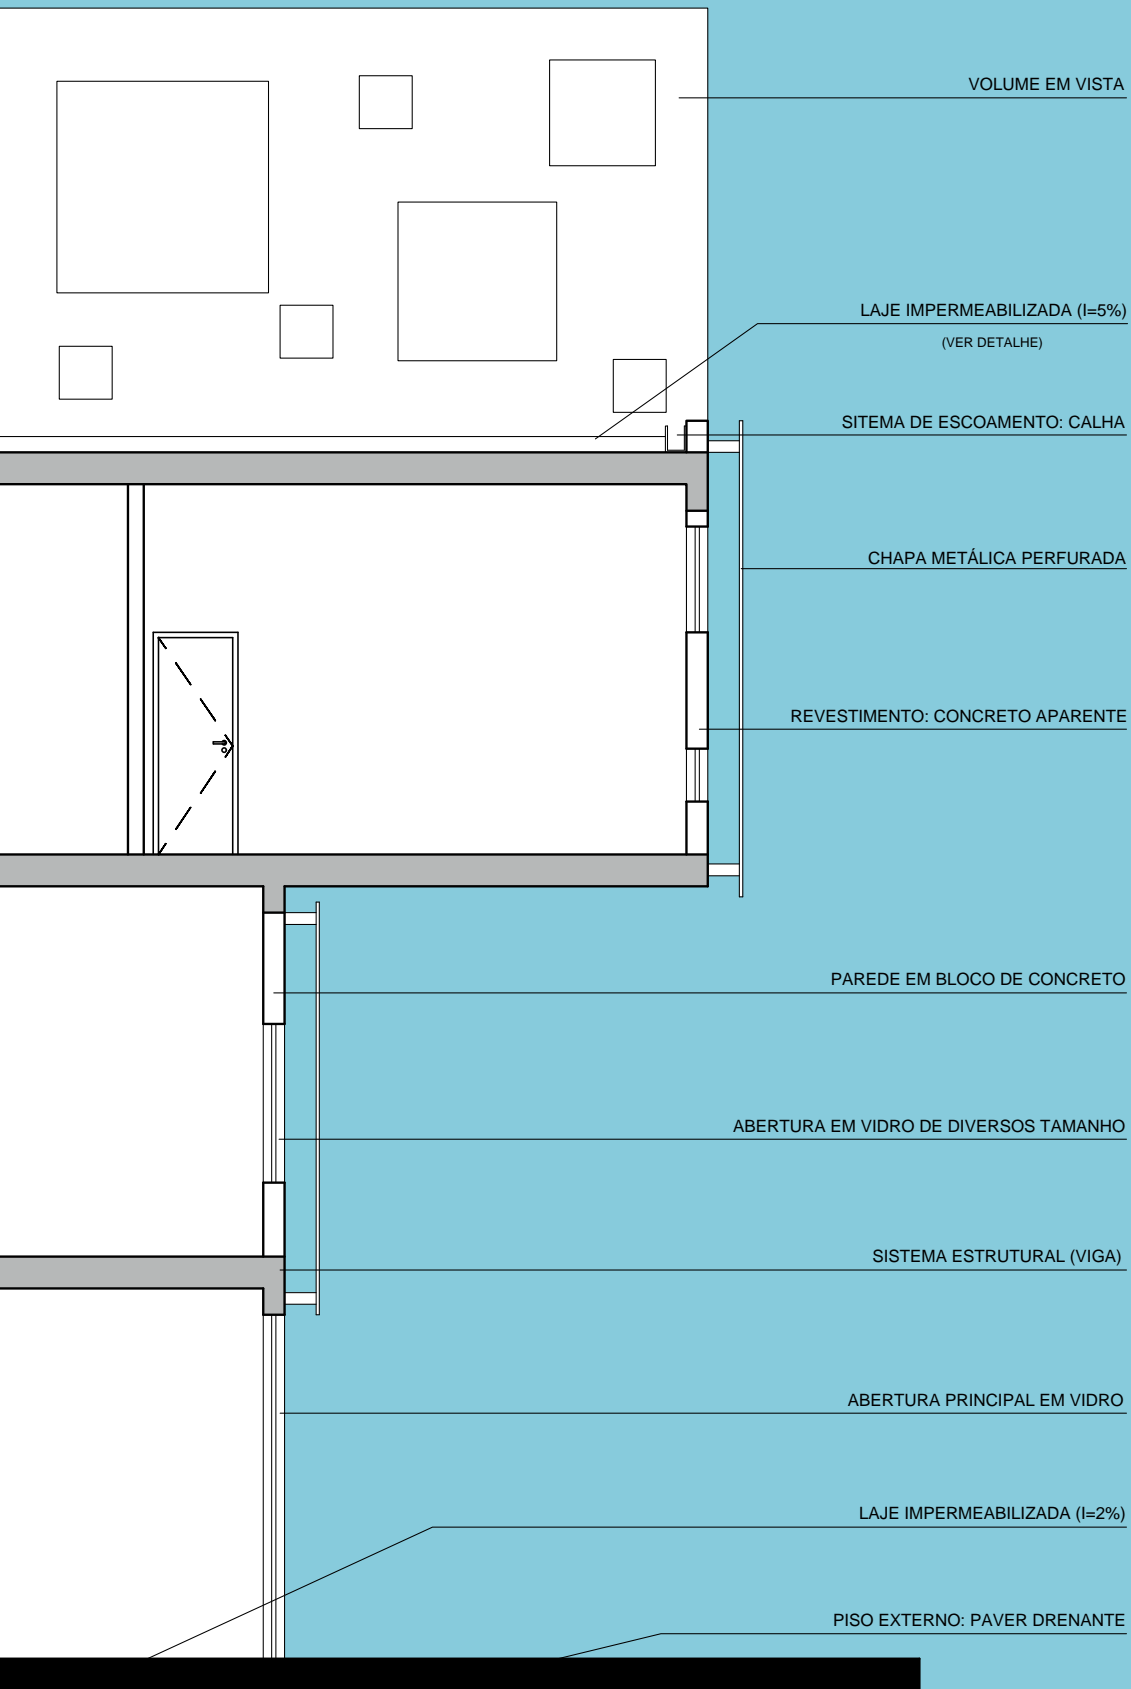 VOLUME EM VISTA
LAJE IMPERMEABILIZADA (I=5%)
(VER DETALHE)
SITEMA DE ESCOAMENTO: CALHA
CHAPA METÁLICA PERFURADA
REVESTIMENTO: CONCRETO APARENTE
PAREDE EM BLOCO DE CONCRETO
ABERTURA EM VIDRO DE DIVERSOS TAMANHO
SISTEMA ESTRUTURAL (VIGA)
ABERTURA PRINCIPAL EM VIDRO
LAJE IMPERMEABILIZADA (I=2%)
PISO EXTERNO: PAVER DRENANTE